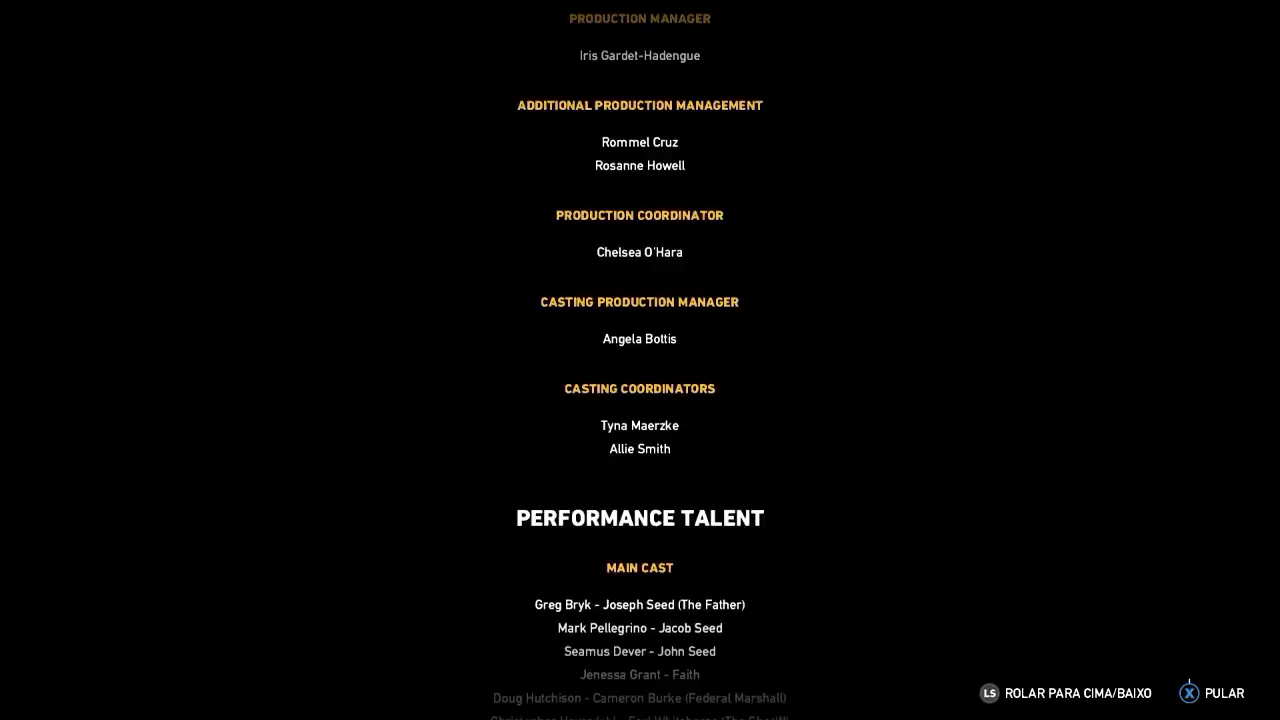 PRODUCTION MANAGER
Iris Gardet-Hadengue
ADDITIONAL PRODUCTION MANAGEMENT
Rommel Cruz
Rosanne Howell
PRODUCTION COORDINATOR
Chelsea O'Hara
CASTING PRODUCTION MANAGER
Angela Bottis
CASTING COORDINATORS
Tyna Maerzke
Allie Smith
PERFORMANCE TALENT
MAIN CAST
Greg Bryk - Joseph Seed (The Father)
Mark Pellegrino - Jacob Seed
Seamus Dever - John Seed
Jenessa Grant - Faith
Doug Hutchison - Cameron Burke (Federal Marshall)
LS ROLAR PARA CIMA/BAIXO
X PULAR